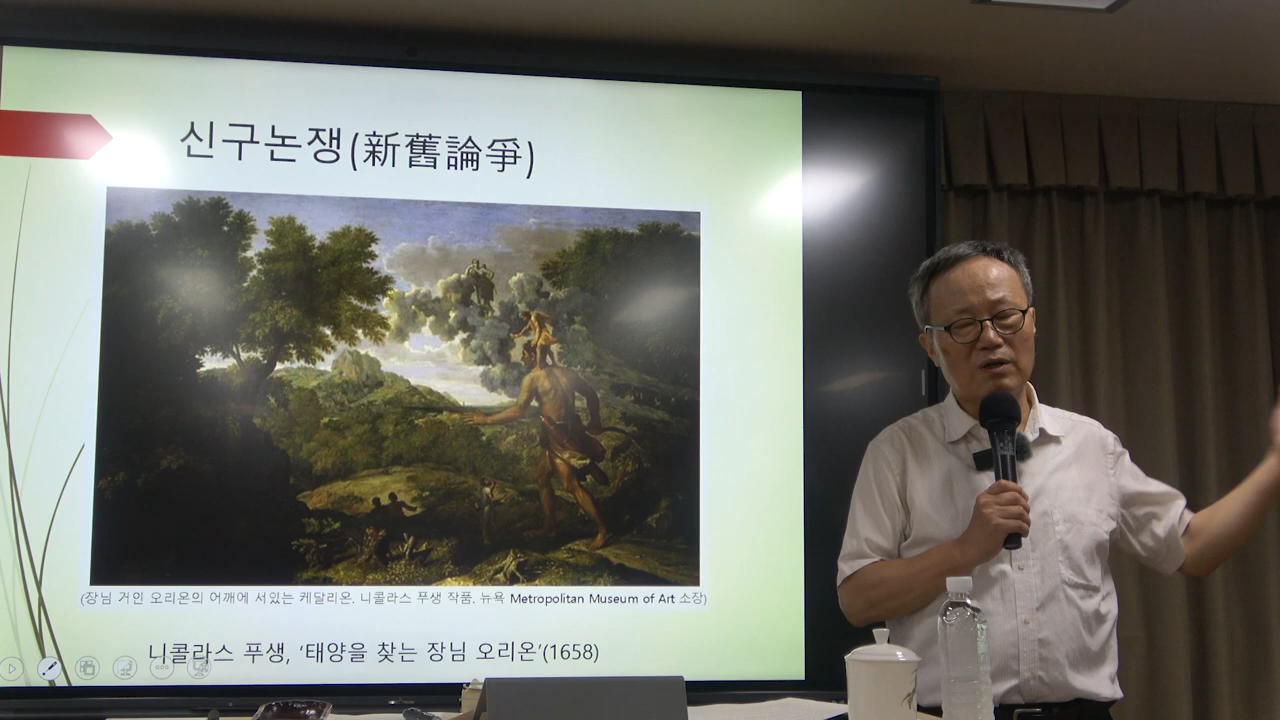 신구논쟁(新舊論爭)
(장님 거인 오리온의 어깨에 서있는 케달리온. 니콜라스 푸생 작품. 뉴욕 Metropolitan Museum of Art 소장)
니콜라스 푸생, ‘태양을 찾는 장님 오리온’(1658)